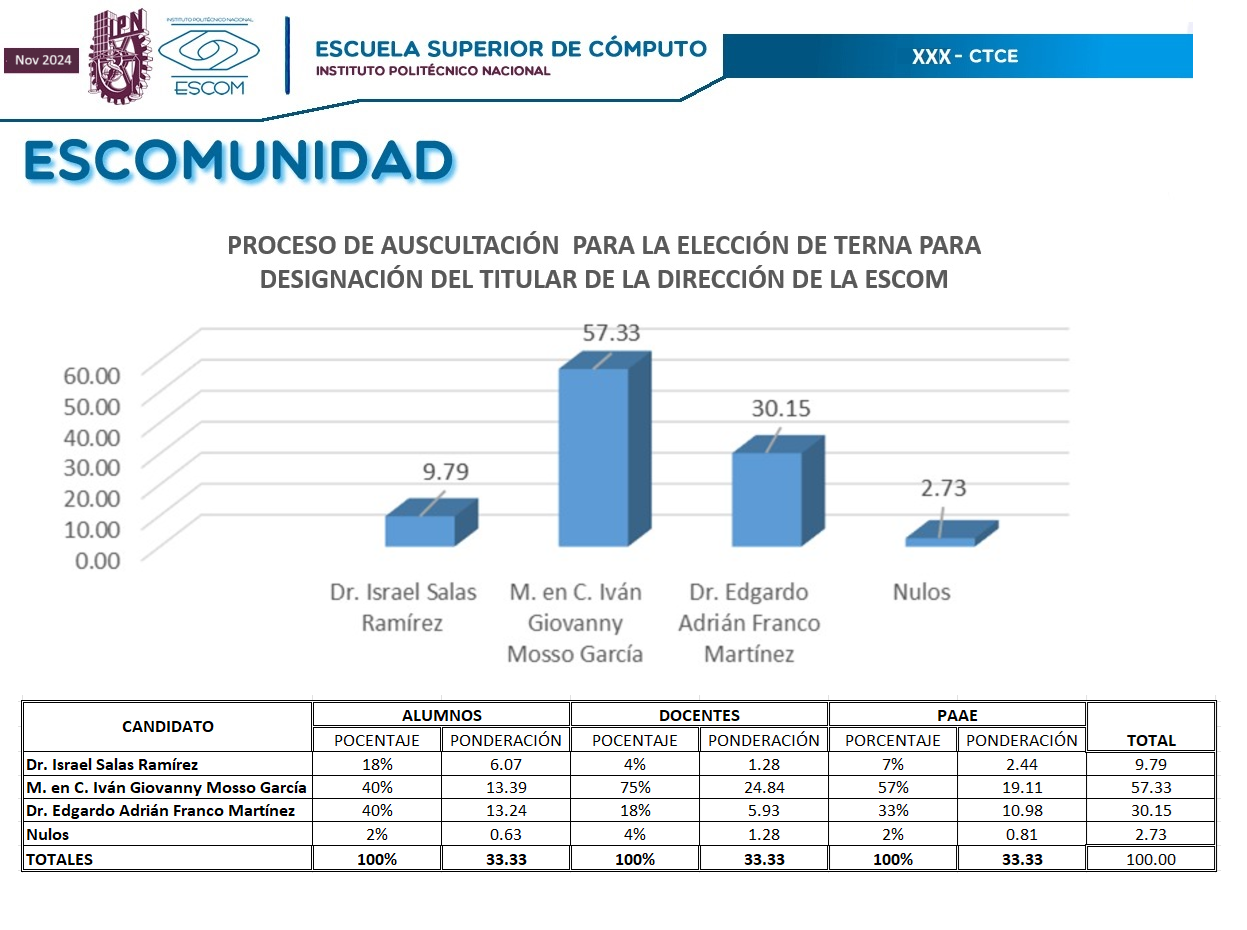 Nov 2024
IPN
INSTITUTO POLITÉCNICO NACIONAL
ESCOM
ESCUELA SUPERIOR DE CÓMPUTO
INSTITUTO POLITÉCNICO NACIONAL
XXX - CTCE
ESCOMUNIDAD
PROCESO DE AUSCULTACIÓN PARA LA ELECCIÓN DE TERNA PARA
DESIGNACIÓN DEL TITULAR DE LA DIRECCIÓN DE LA ESCOM
60.00
50.00
40.00
30.00
20.00
10.00
0.00
9.79
57.33
30.15
2.73
Dr. Israel Salas
Ramírez
M. en C. Iván
Giovanny
Mosso García
Dr. Edgardo
Adrián Franco
Martínez
Nulos
CANDIDATO ALUMNOS DOCENTES PAAE TOTAL
POCENTAJE PONDERACIÓN POCENTAJE PONDERACIÓN PORCENTAJE PONDERACIÓN
Dr. Israel Salas Ramírez 18% 6.07 4% 1.28 7% 2.44 9.79
M. en C. Iván Giovanny Mosso García 40% 13.39 75% 24.84 57% 19.11 57.33
Dr. Edgardo Adrián Franco Martínez 40% 13.24 18% 5.93 33% 10.98 30.15
Nulos 2% 0.63 4% 1.28 2% 0.81 2.73
TOTALES 100% 33.33 100% 33.33 100% 33.33 100.00